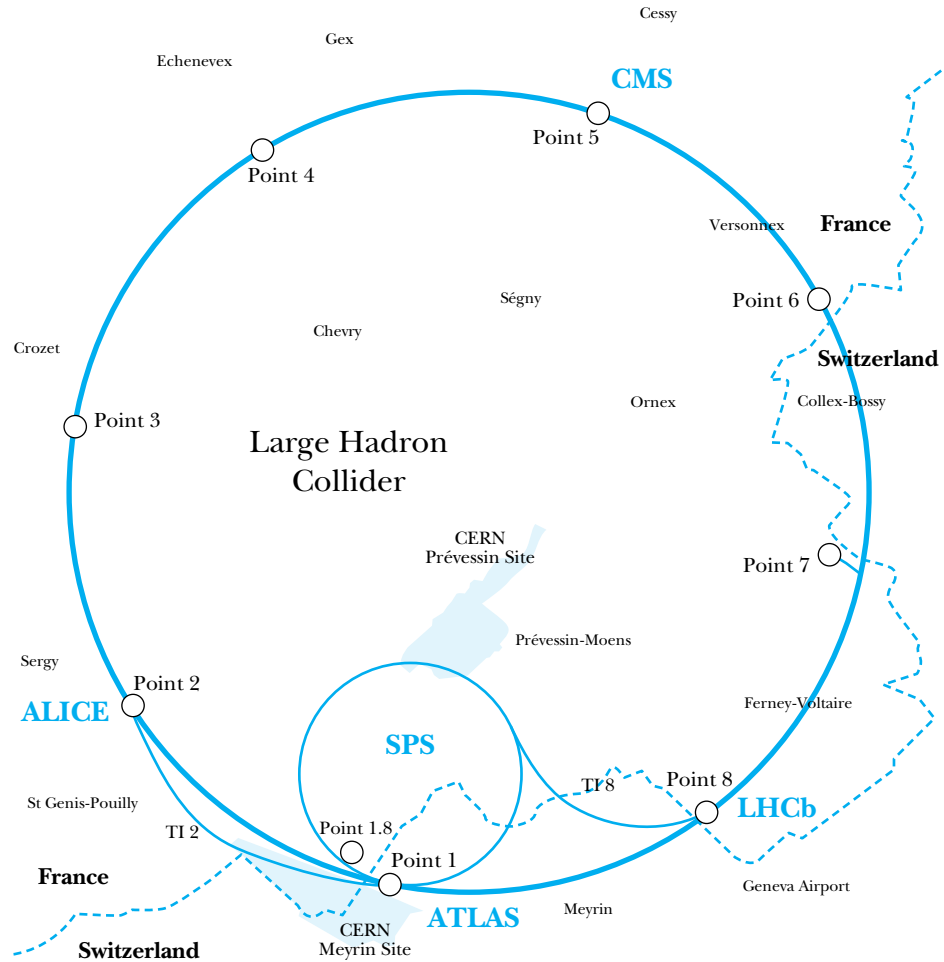 Cessy
Gex
Echenevex
CMS
Point 5
Point 4
Versonnex
France
Ségny
Point 6
Chevry
Crozet
Switzerland
Ornex
Collex-Bossy
Point 3
Large Hadron
Collider
CERN
Prévessin Site
Point 7
Prévessin-Moens
Sergy
Point 2
ALICE
Ferney-Voltaire
SPS
Point 8
TI 8
St Genis-Pouilly
LHCb
TI 2
Point 1.8
Point 1
France
Geneva Airport
Meyrin
ATLAS
CERN
Meyrin Site
Switzerland